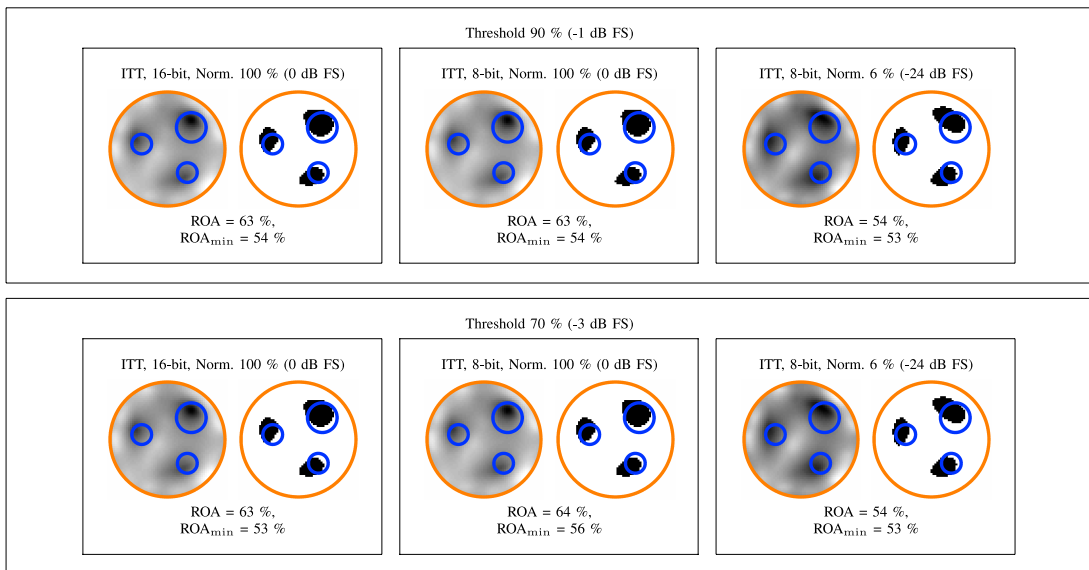 Threshold 90 % (-1 dB FS)
ITT, 16-bit, Norm. 100 % (0 dB FS)
ROA = 63 %,
ROAmin = 54 %
ITT, 8-bit, Norm. 100 % (0 dB FS)
ROA = 63 %,
ROAmin = 54 %
ITT, 8-bit, Norm. 6 % (-24 dB FS)
ROA = 54 %,
ROAmin = 53 %
Threshold 70 % (-3 dB FS)
ITT, 16-bit, Norm. 100 % (0 dB FS)
ROA = 63 %,
ROAmin = 53 %
ITT, 8-bit, Norm. 100 % (0 dB FS)
ROA = 64 %,
ROAmin = 56 %
ITT, 8-bit, Norm. 6 % (-24 dB FS)
ROA = 54 %,
ROAmin = 53 %